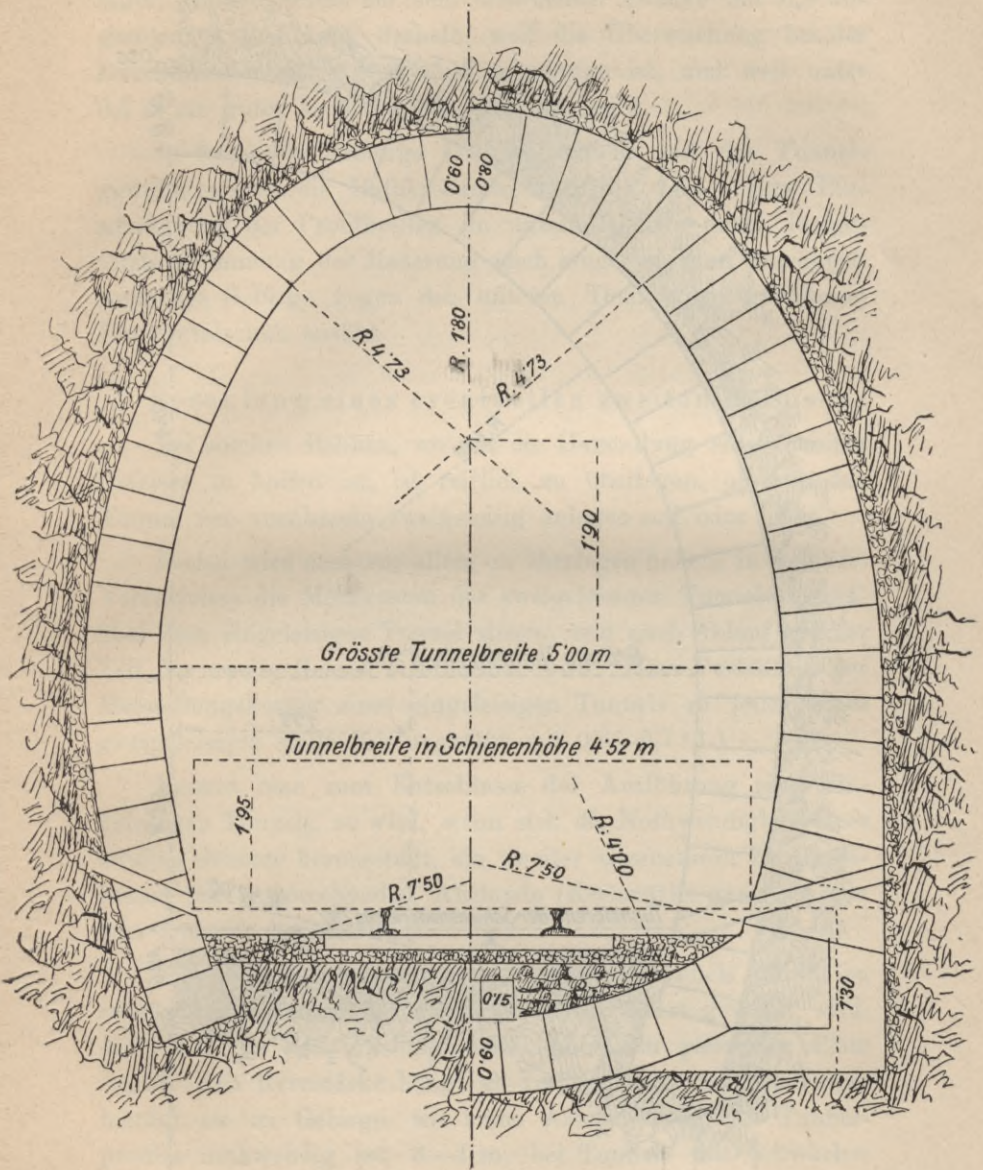 0.60
0.80
R. 4.73
R. 1'80
R. 4.73
1.90
Grösste Tunnelbreite 5'00 m
Tunnelbreite in Schienenhöhe 4'52 m
1'95
R. 4'00
R. 7'50
R. 7'50
0.15
0.60
1.30